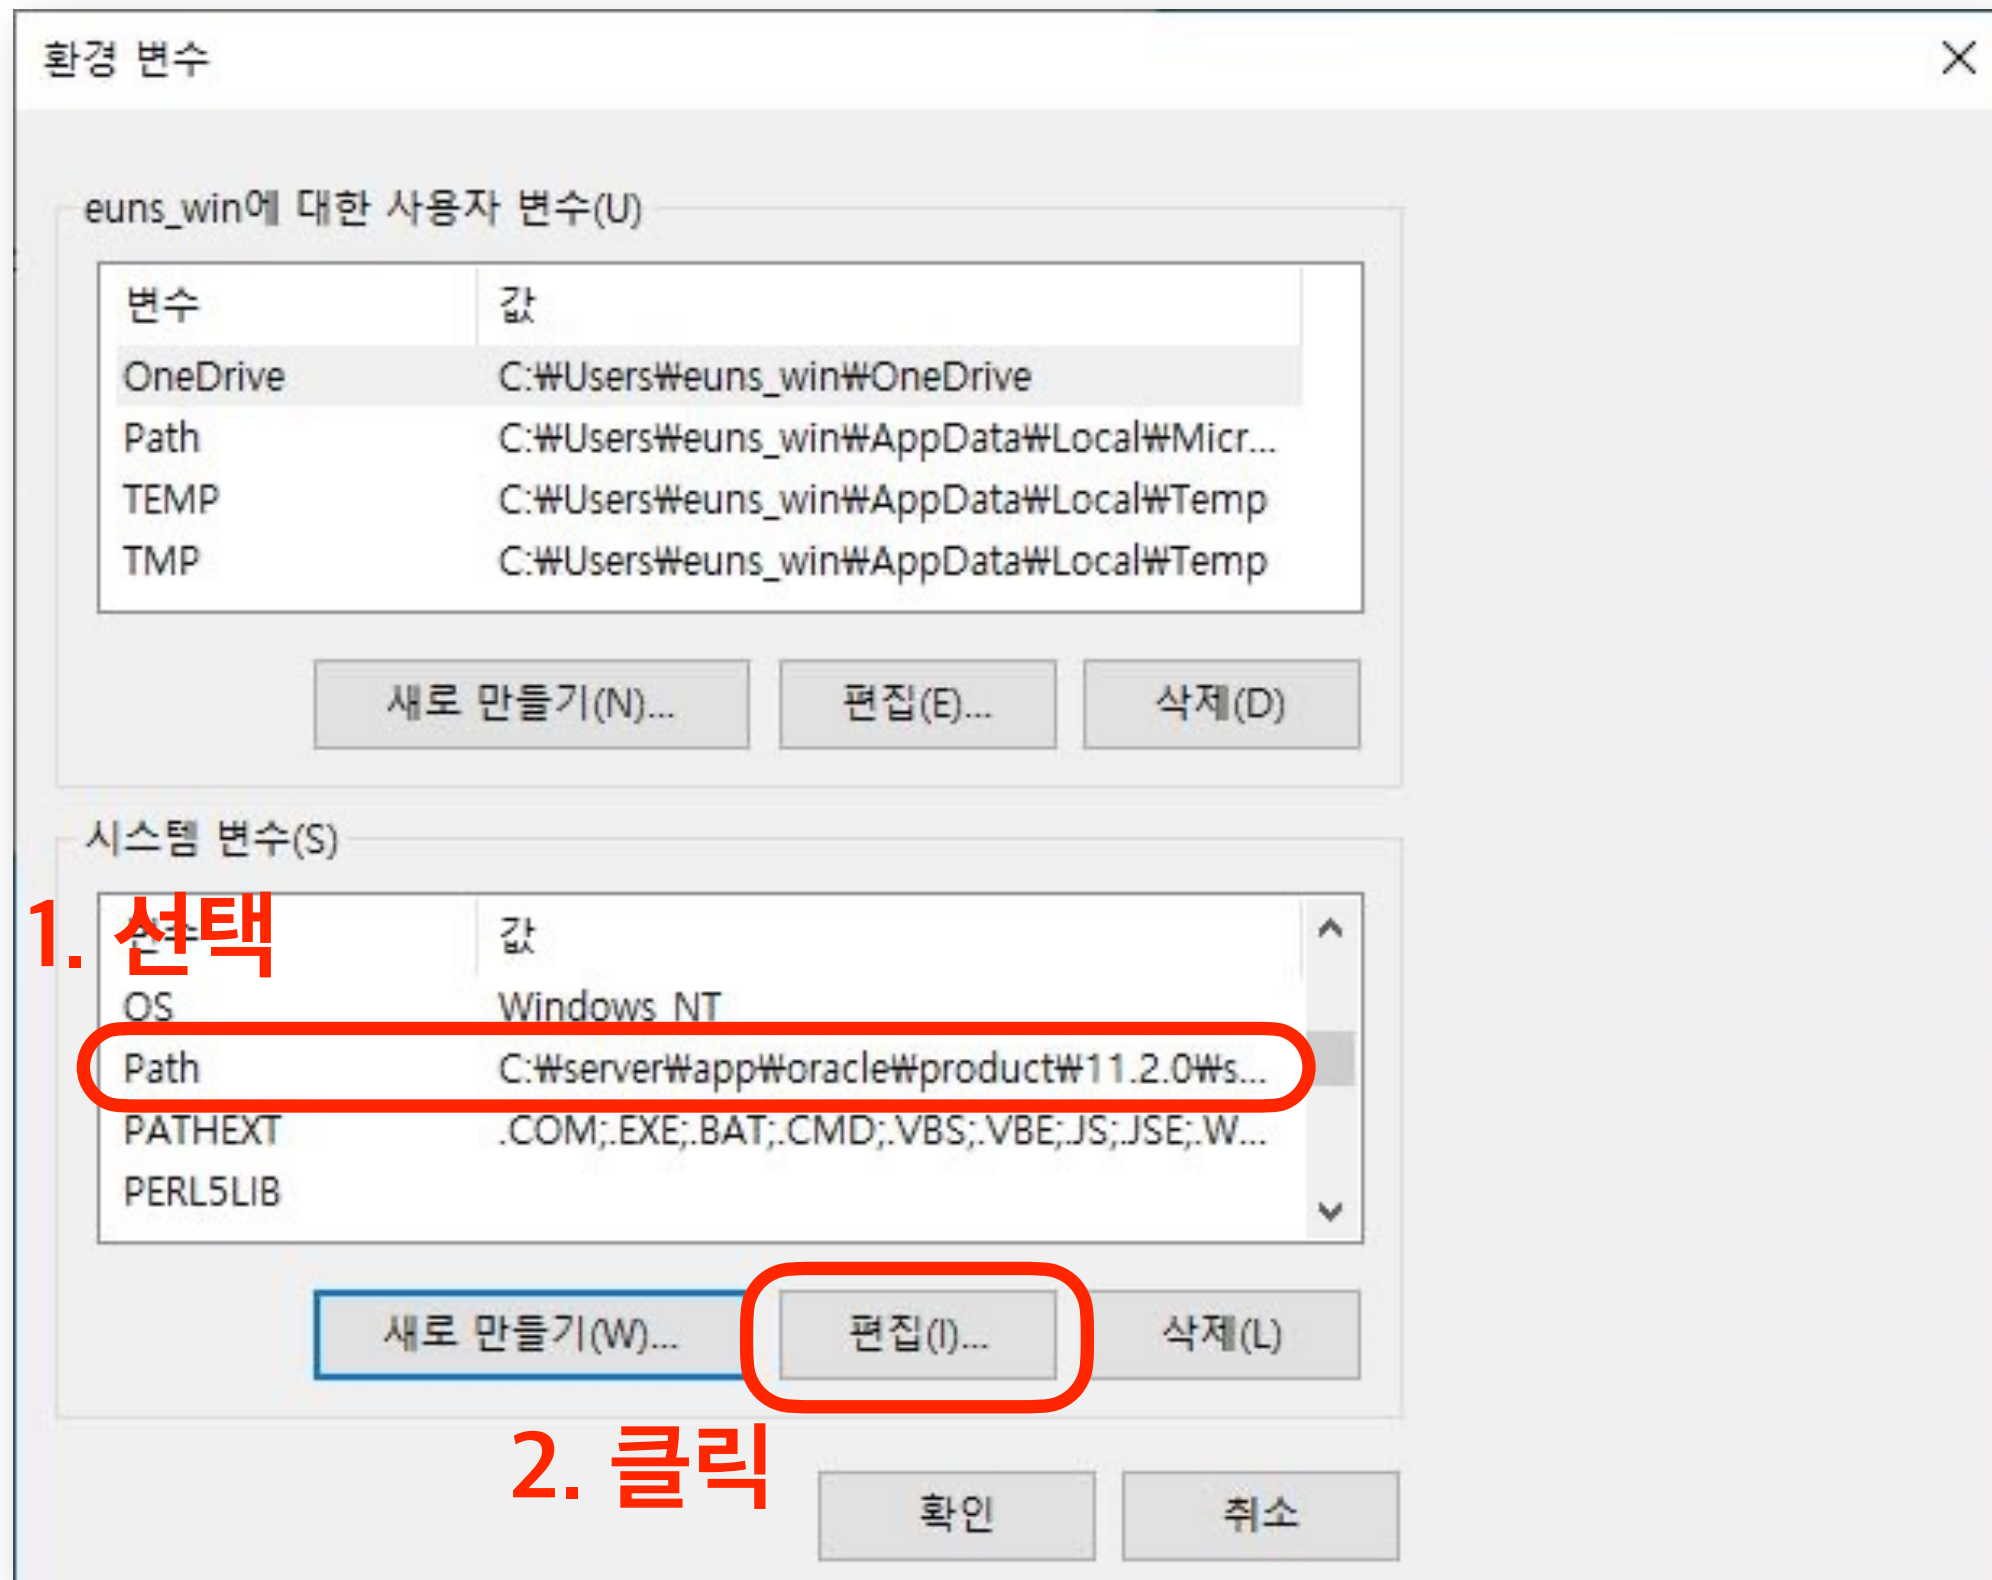 환경 변수
euns_win에 대한 사용자 변수(U)
변수 값
OneDrive C:₩Users₩euns_win₩OneDrive
Path C:₩Users₩euns_win₩AppData₩Local₩Micr...
TEMP C:₩Users₩euns_win₩AppData₩Local₩Temp
TMP C:₩Users₩euns_win₩AppData₩Local₩Temp
새로 만들기(N)... 편집(E)... 삭제(D)
시스템 변수(S)
1. 선택
변수 값
OS Windows_NT
Path C:₩server₩app₩oracle₩product₩11.2.0₩s...
PATHEXT .COM;.EXE;.BAT;.CMD;.VBS;.VBE;.JS;.JSE;.W...
PERL5LIB
새로 만들기(W)... 편집(I)... 삭제(L)
2. 클릭
확인 취소